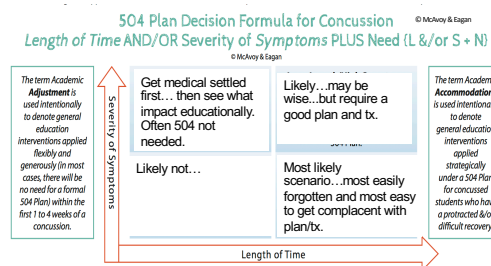 504 Plan Decision Formula for Concussion
© McAvoy & Eagan
Length of Time AND/OR Severity of Symptoms PLUS Need {L &/or S + N}
© McAvoy & Eagan
The term Academic
Adjustment is
used intentionally
to denote general
education
interventions applied
flexibly and
generously (in most
cases, there will be
no need for a formal
504 Plan) within the
first 1 to 4 weeks of a
concussion.
Severity of Symptoms
Get medical settled
first... then see what
impact educationally.
Often 504 not
needed.
Likely…may be
wise...but require a
good plan and tx.
Likely not…
Most likely
scenario…most easily
forgotten and most easy
to get complacent with
plan/tx.
Length of Time
The term Academ
Accommodation
is used intentiona
to denote
general educatio
interventions
applied
strategically
under a 504 Plan
for concussed
students who hav
a protracted &/o
difficult recovery